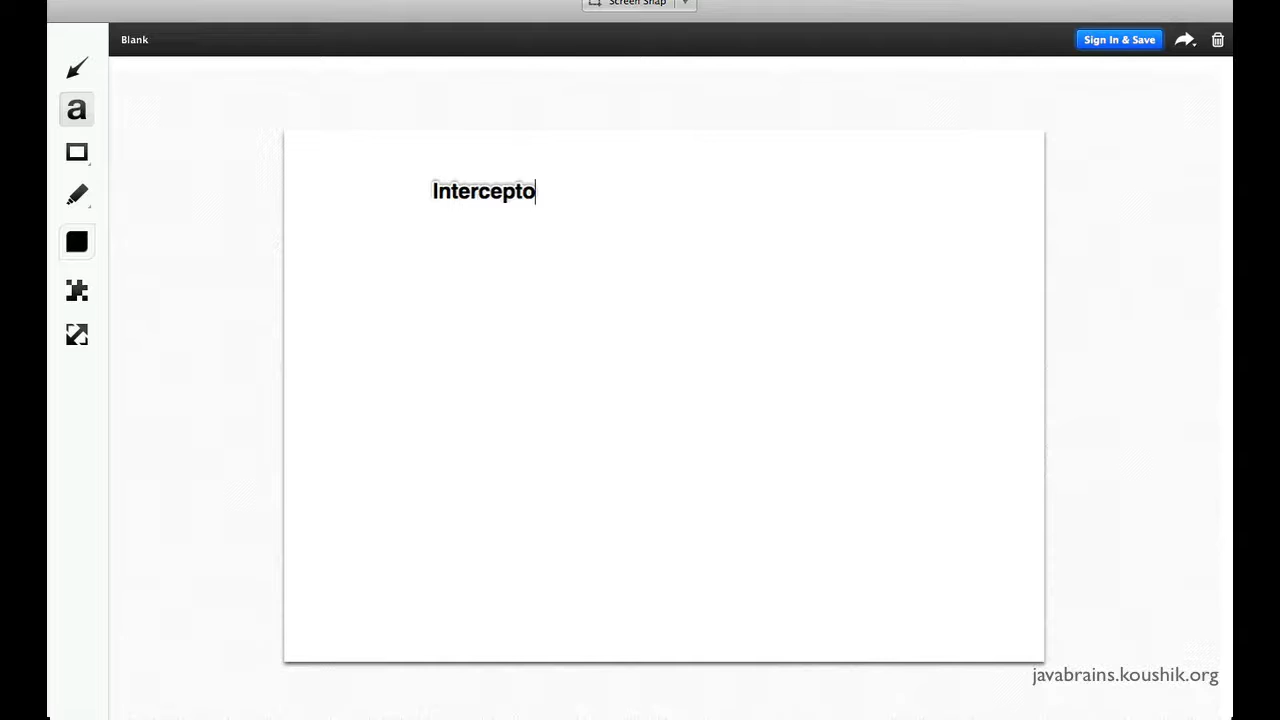 Screen Snap
Blank
Sign In & Save
a
Intercepto
javabrains.koushik.org